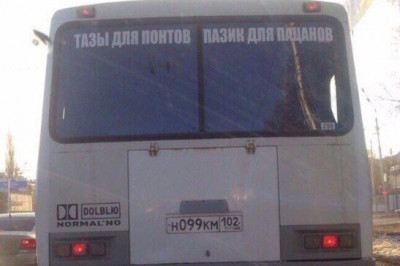 ТАЗЫ ДЛЯ ПОНТОВ ПАЗИК ДЛЯ ПАЦАНОВ
DOLBLIO
NORMAL'NO
Н099КМ 102